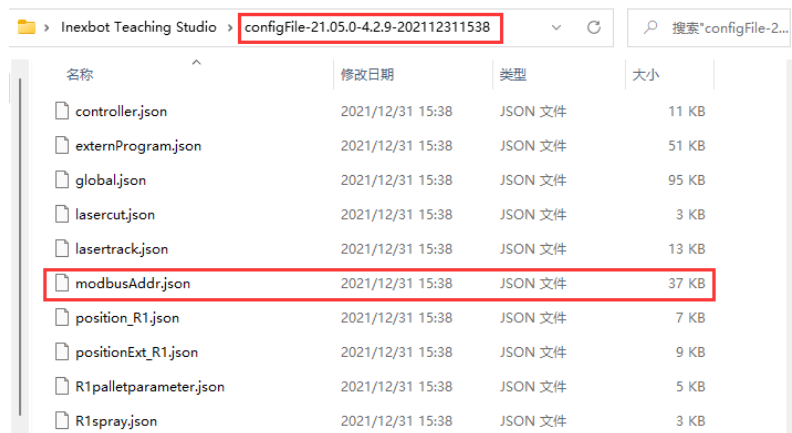 Inexbot Teaching Studio › configFile-21.05.0-4.2.9-202112311538 搜索"configFile-2...
名称 修改日期 类型 大小
controller.json 2021/12/31 15:38 JSON 文件 11 KB
externProgram.json 2021/12/31 15:38 JSON 文件 51 KB
global.json 2021/12/31 15:38 JSON 文件 95 KB
lasercut.json 2021/12/31 15:38 JSON 文件 3 KB
lasertrack.json 2021/12/31 15:38 JSON 文件 13 KB
modbusAddr.json 2021/12/31 15:38 JSON 文件 37 KB
position_R1.json 2021/12/31 15:38 JSON 文件 7 KB
positionExt_R1.json 2021/12/31 15:38 JSON 文件 9 KB
R1palletparameter.json 2021/12/31 15:38 JSON 文件 5 KB
R1spray.json 2021/12/31 15:38 JSON 文件 3 KB